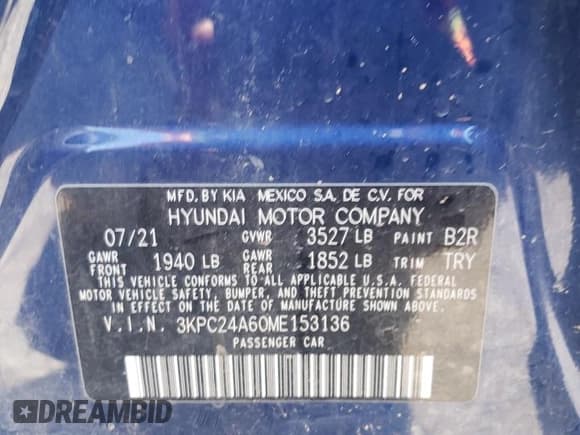 MFD. BY KIA MEXICO S.A. DE C.V. FOR
HYUNDAI MOTOR COMPANY
07/21 GVWR 3527 LB PAINT B2R
GAWR FRONT 1940 LB GAWR REAR 1852 LB TRIM TRY
THIS VEHICLE CONFORMS TO ALL APPLICABLE U.S.A. FEDERAL
MOTOR VEHICLE SAFETY, BUMPER, AND THEFT PREVENTION STANDARDS
IN EFFECT ON THE DATE OF MANUFACTURE SHOWN ABOVE.
V.I.N. 3KPC24A60ME153136
PASSENGER CAR
DREAMBID